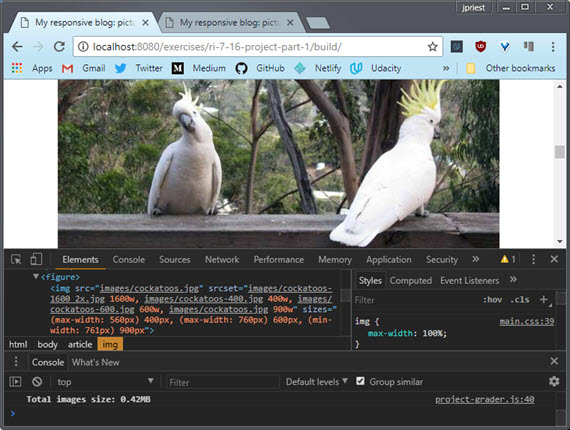 jpriest
My responsive blog: pictu
My responsive blog: pictu
localhost:8080/exercises/ri-7-16-project-part-1/build/
Apps Gmail Twitter Medium GitHub Netlify Udacity » Other bookmarks
Elements Console Sources Network Performance Memory Application Security » 1
<figure>
<img src="images/cockatoos.jpg" srcset="images/cockatoos-
1600_2x.jpg 1600w, images/cockatoos-400.jpg 400w, images/
cockatoos-600.jpg 600w, images/cockatoos.jpg 900w" sizes="
(max-width: 560px) 400px, (max-width: 760px) 600px, (min-
width: 761px) 900px">
html body article img
Styles Computed Event Listeners »
Filter :hov .cls +
img { main.css:39
max-width: 100%;
}
Console What's New
top Filter Default levels Group similar
Total images size: 0.42MB project-grader.js:40
>